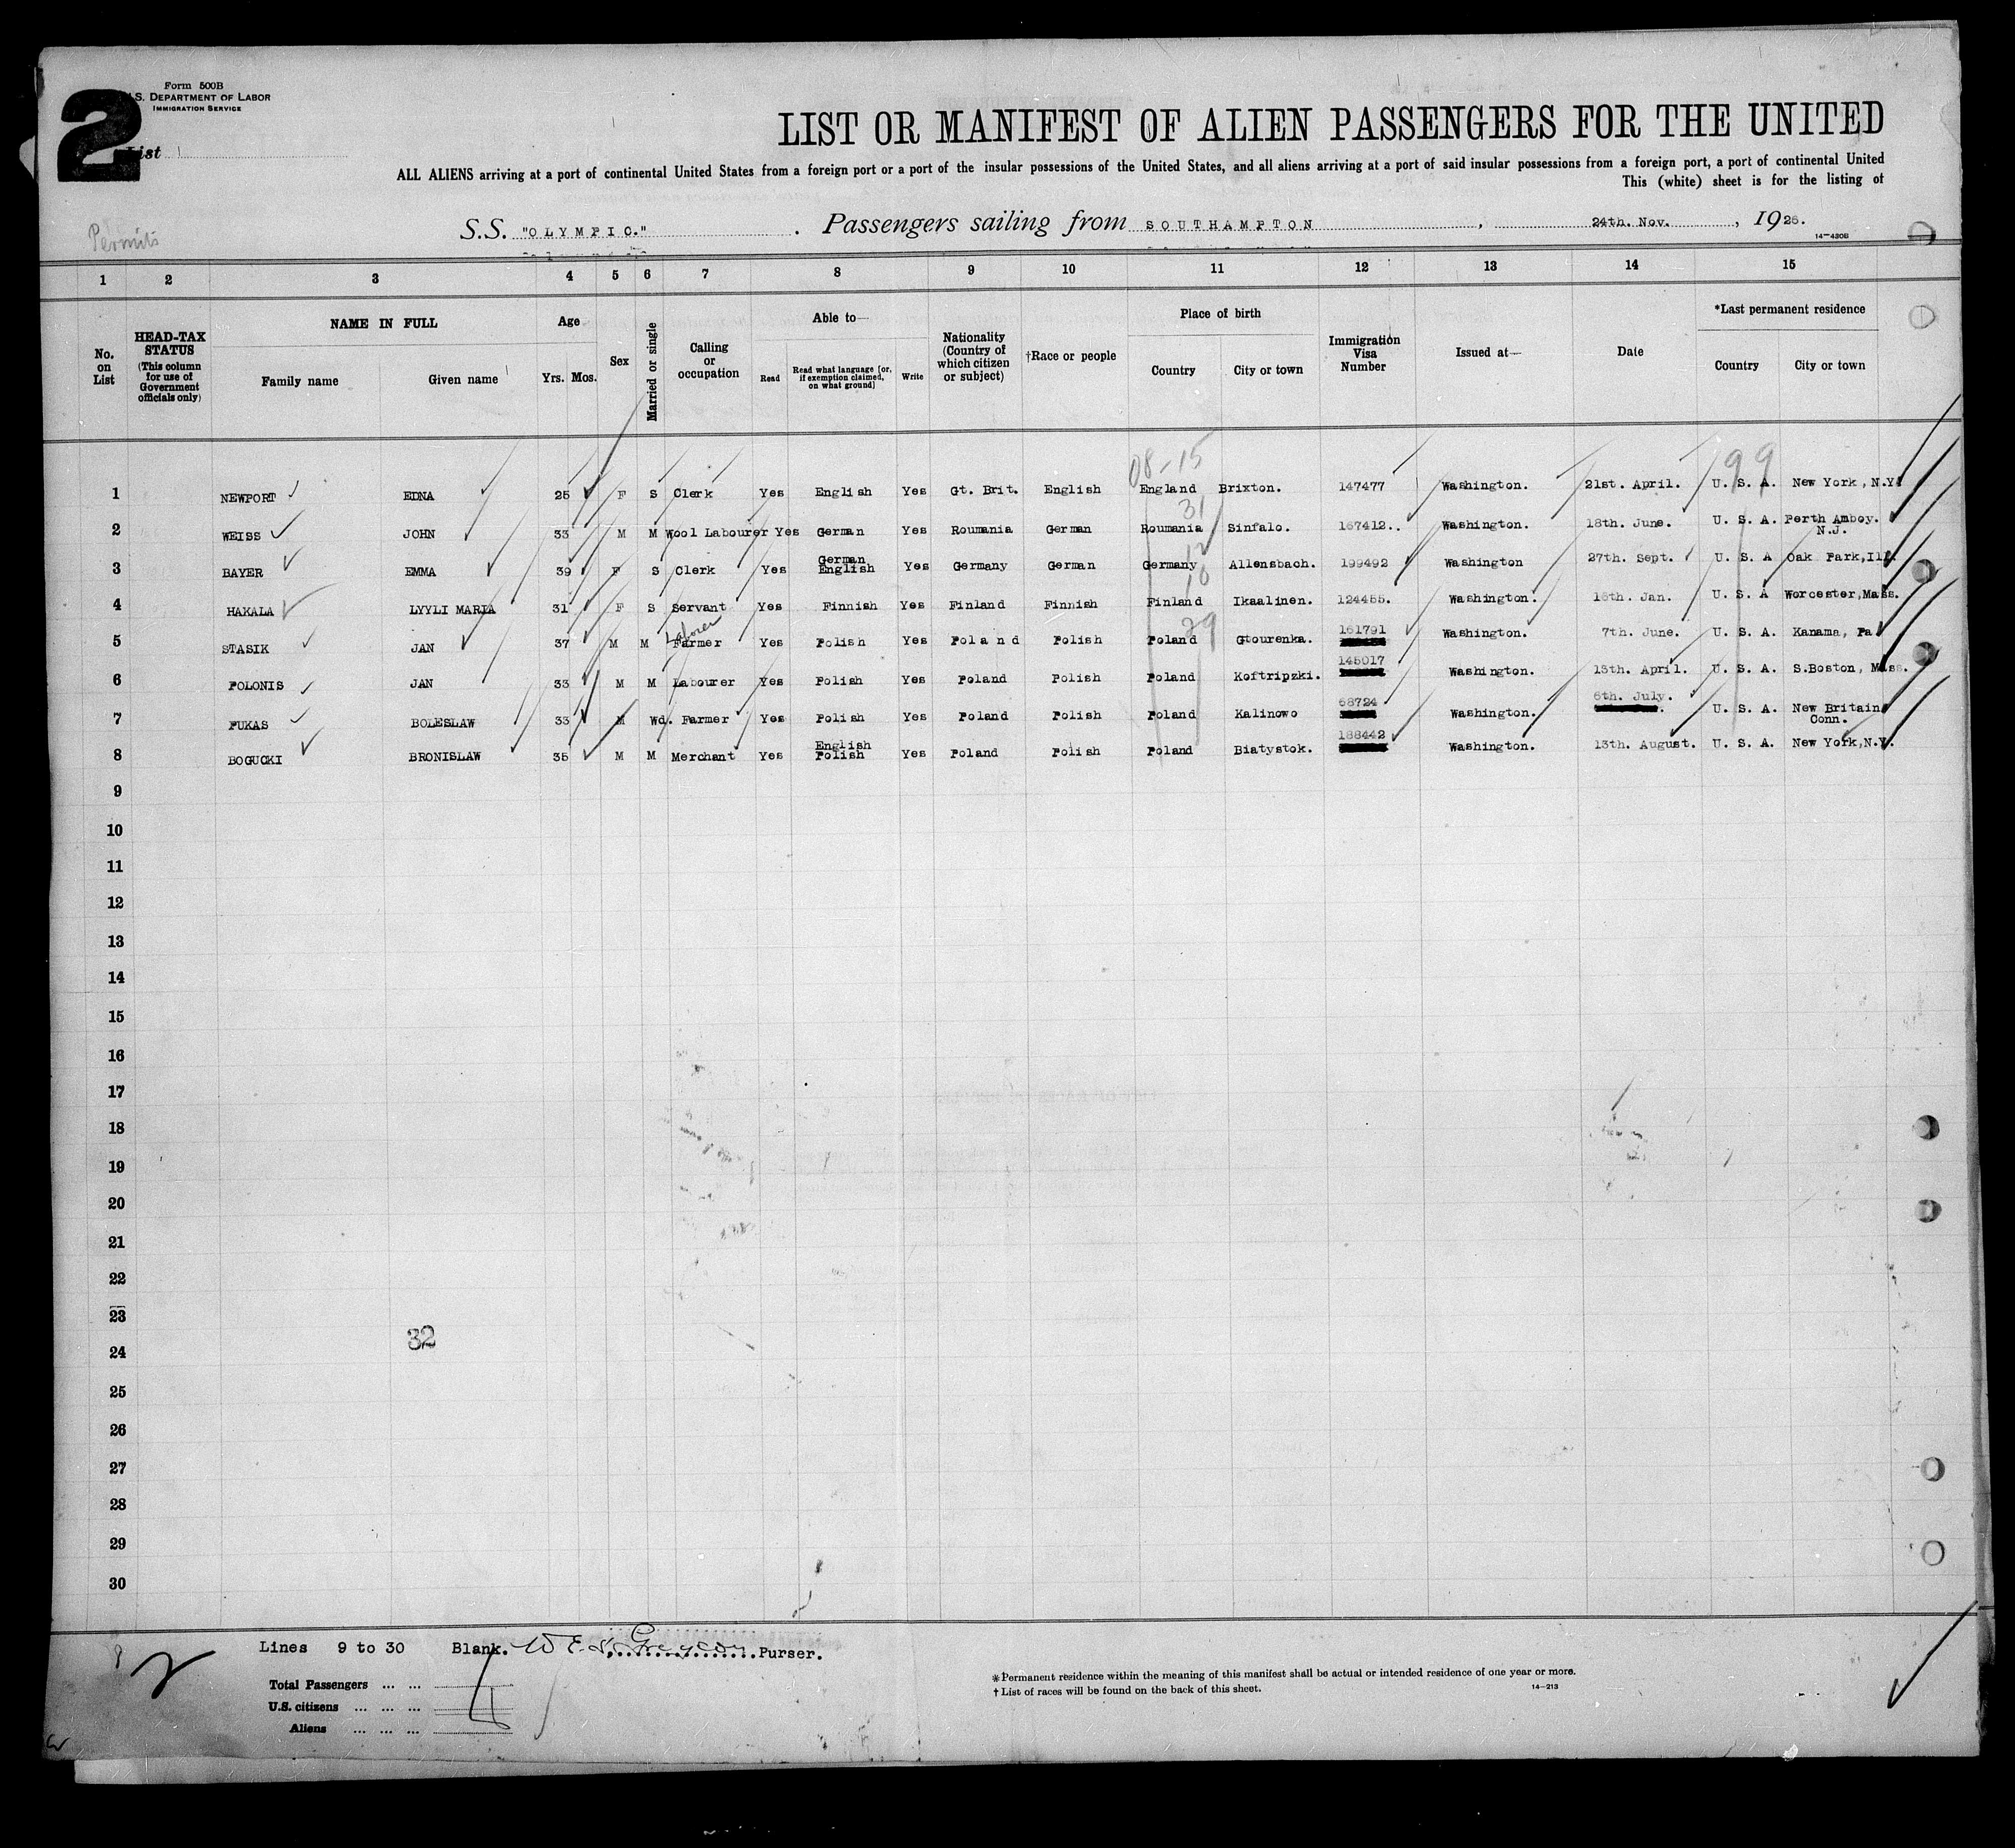 Form 500B
U.S. DEPARTMENT OF LABOR
IMMIGRATION SERVICE
2
List
LIST OR MANIFEST OF ALIEN PASSENGERS FOR THE UNITED
ALL ALIENS arriving at a port of continental United States from a foreign port or a port of the insular possessions of the United States, and all aliens arriving at a port of said insular possessions from a foreign port, a port of continental United
This (white) sheet is for the listing of
Permits
S.S. "OLYMPIC." . Passengers sailing from SOUTHAMPTON , 24th. Nov. , 1926.
14—430B
1 2 3 4 5 6 7 8 9 10 11 12 13 14 15
No. on List
HEAD-TAX STATUS (This column for use of Government officials only)
NAME IN FULL
Family name Given name
Age
Yrs. Mos.
Sex
Married or single
Calling or occupation
Able to—
Read Read what language [or, if exemption claimed, on what ground] Write
Nationality (Country of which citizen or subject)
†Race or people
Place of birth
Country City or town
Immigration Visa Number
Issued at—
Date
*Last permanent residence
Country City or town
08-15 99
1 NEWPORT EDNA 25 F S Clerk Yes English Yes Gt. Brit. English England Brixton. 147477 Washington. 21st. April. U. S. A. New York, N.Y.
31
2 WEISS JOHN 33 M M Wool Labourer Yes German Yes Roumania German Roumania Sinfalo. 167412.. Washington. 18th. June. U. S. A. Perth Amboy. N.J.
12
3 BAYER EMMA 39 F S Clerk Yes German English Yes Germany German Germany Allensbach. 199492 Washington 27th. Sept. U. S. A Oak Park, Ill.
10
4 HAKALA LYYLI MARIA 31 F S Servant Yes Finnish Yes Finland Finnish Finland Ikaalinen. 124455. Washington. 16th. Jan. U. S. A Worcester, Mass.
Laborer 29
5 STASIK JAN 37 M M Farmer Yes Polish Yes Poland Polish Poland Gtourenka. 161791 Washington. 7th. June. U. S. A. Kanama, Pa
6 POLONIS JAN 33 M M Labourer Yes Polish Yes Poland Polish Poland Koftripzki. 145017 Washington. 13th. April. U. S. A. S.Boston, Mass.
7 PUKAS BOLESLAW 33 M Wd. Farmer Yes Polish Yes Poland Polish Poland Kalinowo 68724 Washington. 6th. July. U. S. A. New Britain Conn.
8 BOGUCKI BRONISLAW 35 M M Merchant Yes English Polish Yes Poland Polish Poland Biatystok. 188442 Washington. 13th. August. U. S. A. New York, N.Y.
9
10
11
12
13
14
15
16
17
18
19
20
21
22
23
32
24
25
26
27
28
29
30
Lines 9 to 30 Blank. Purser.
2
Total Passengers ... ...
U.S. citizens ... ... ...
Aliens ... ... ...
*Permanent residence within the meaning of this manifest shall be actual or intended residence of one year or more.
†List of races will be found on the back of this sheet.
14—213